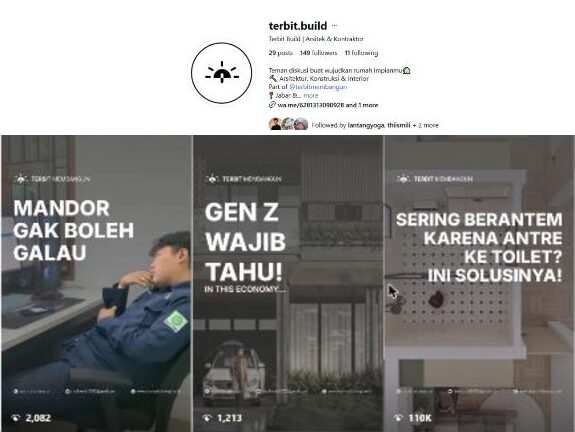 terbit.build ...
Terbit Build | Arsitek & Kontraktor
29 posts 149 followers 11 following
Teman diskusi buat wujudkan rumah impianmu
Arsitektur, Konstruksi & Interior
Part of @terbitmembangun
Jabar &... more
wa.me/6281313090928 and 1 more
Followed by lantangyoga, thiismili + 2 more
TERBIT MEMBANGUN
MANDOR
GAK BOLEH
GALAU
2,082
TERBIT MEMBANGUN
GEN Z
WAJIB
TAHU!
IN THIS ECONOMY...
1,213
TERBIT MEMBANGUN
SERING BERANTEM
KARENA ANTRE
KE TOILET?
INI SOLUSINYA!
110K